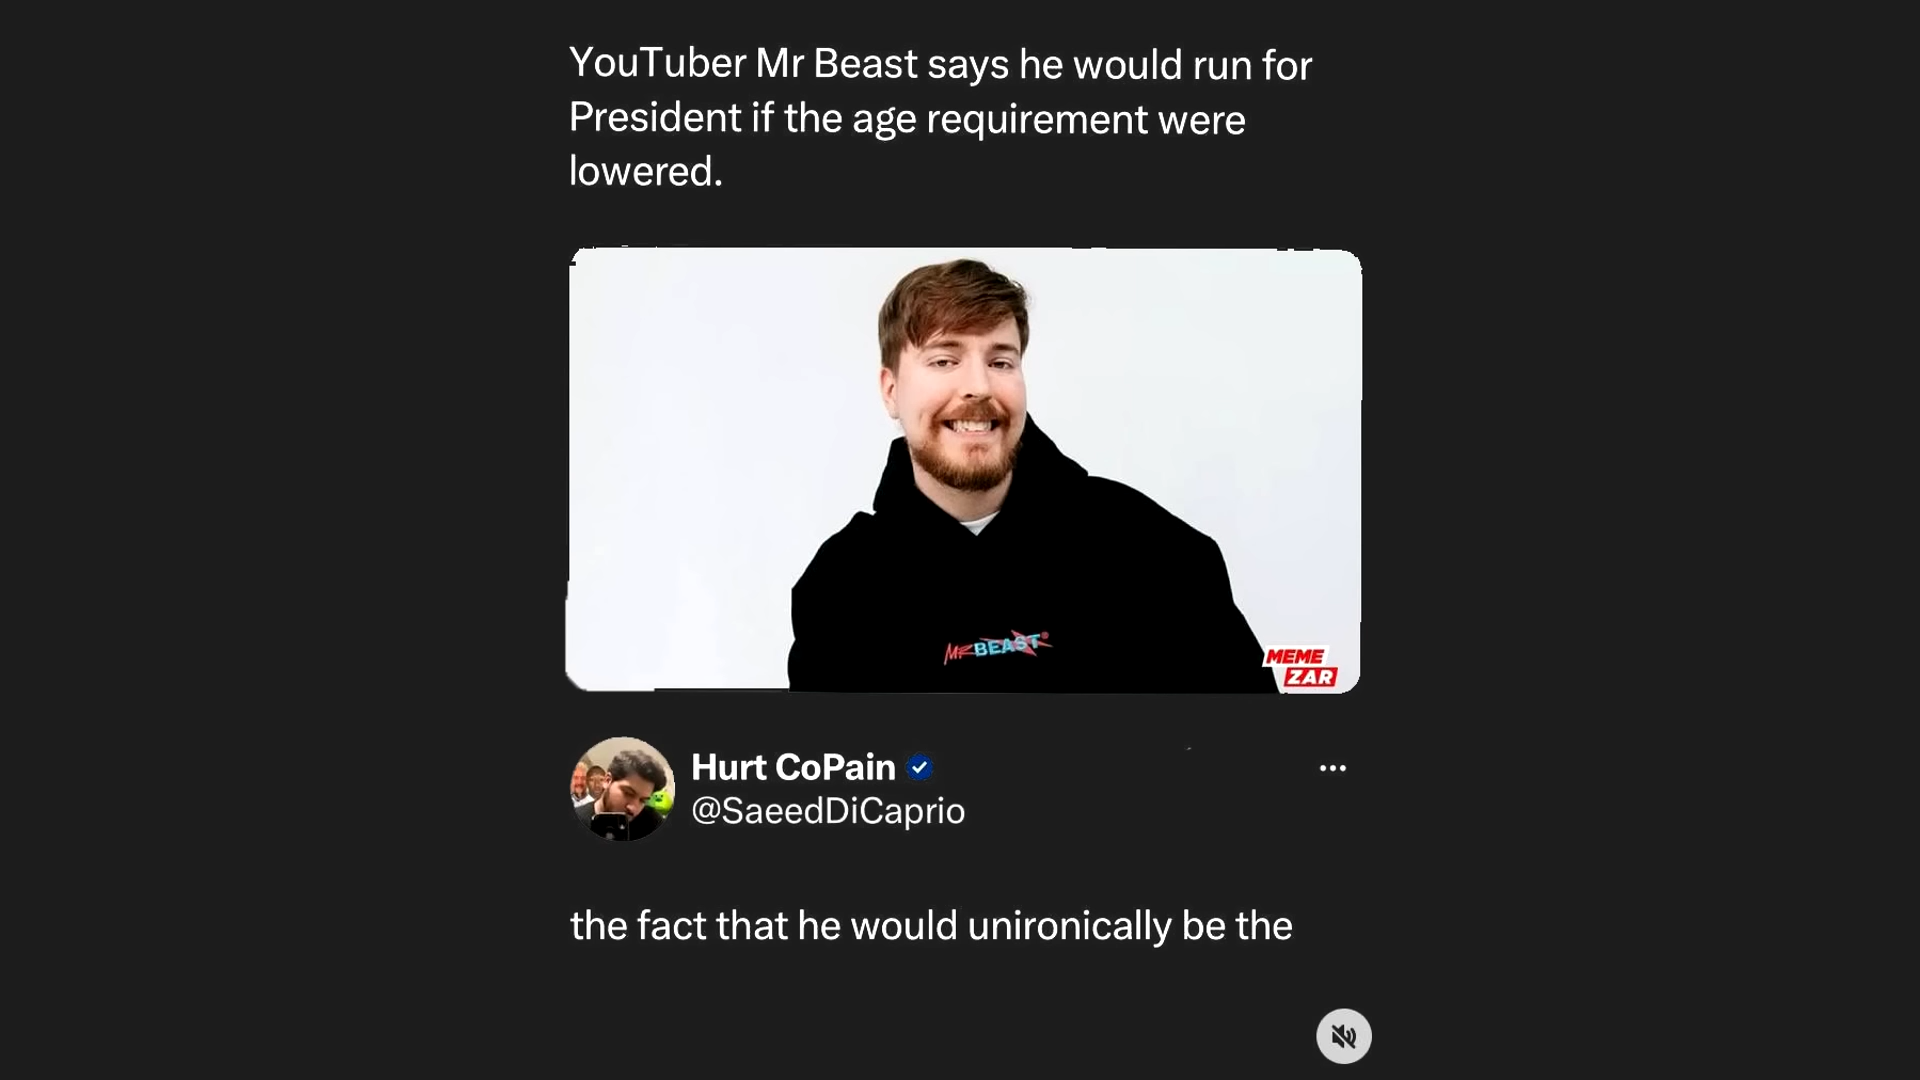 YouTuber Mr Beast says he would run for
President if the age requirement were
lowered.
MRBEAST
MEME
ZAR
Hurt CoPain
@SaeedDiCaprio
the fact that he would unironically be the